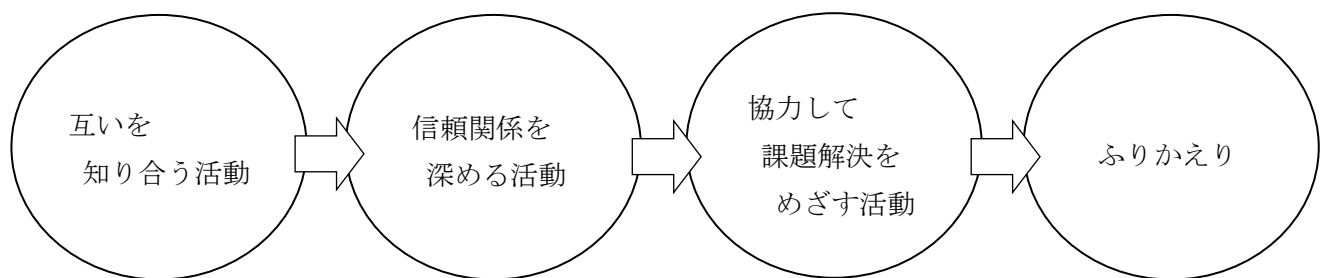 互いを
知り合う活動
信頼関係を
深める活動
協力して
課題解決を
めざす活動
ふりかえり